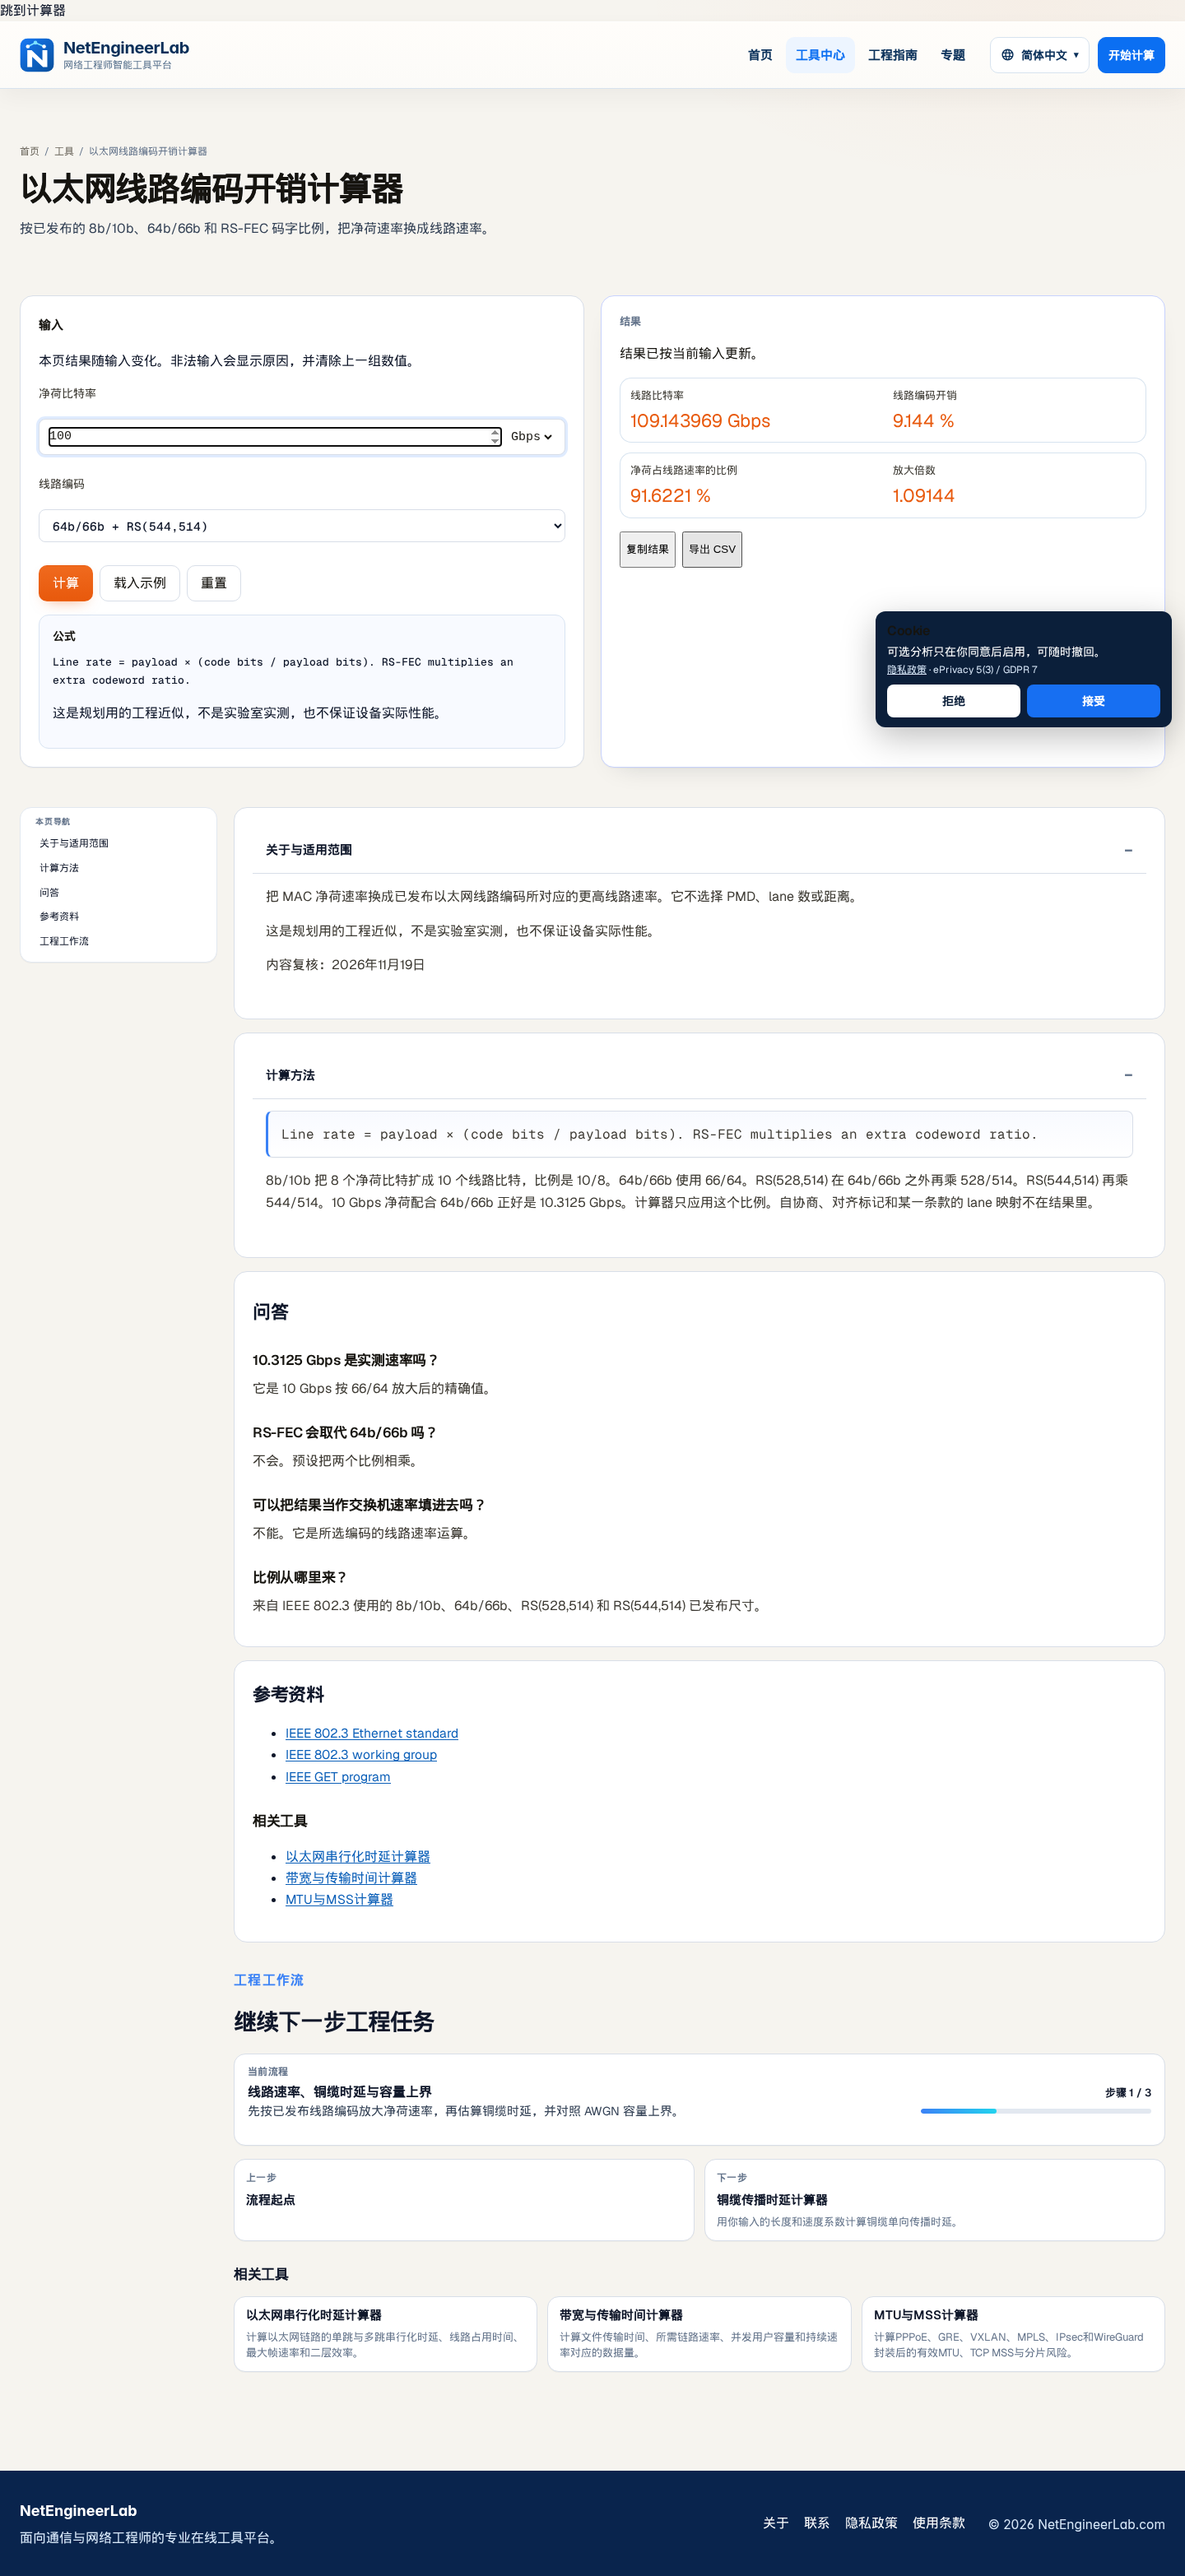 跳到计算器
NetEngineerLab
网络工程师智能工具平台
首页
工具中心
工程指南
专题
简体中文 ▾
开始计算
首页 / 工具 / 以太网线路编码开销计算器
以太网线路编码开销计算器
按已发布的 8b/10b、64b/66b 和 RS-FEC 码字比例，把净荷速率换成线路速率。
输入
本页结果随输入变化。非法输入会显示原因，并清除上一组数值。
净荷比特率
100
Gbps
线路编码
64b/66b + RS(544,514)
计算
载入示例
重置
公式
Line rate = payload × (code bits / payload bits). RS-FEC multiplies an
extra codeword ratio.
这是规划用的工程近似，不是实验室实测，也不保证设备实际性能。
结果
结果已按当前输入更新。
线路比特率
109.143969 Gbps
线路编码开销
9.144 %
净荷占线路速率的比例
91.6221 %
放大倍数
1.09144
复制结果
导出 CSV
Cookie
可选分析只在你同意后启用，可随时撤回。
隐私政策 · ePrivacy 5(3) / GDPR 7
拒绝
接受
本页导航
关于与适用范围
计算方法
问答
参考资料
工程工作流
关于与适用范围
−
把 MAC 净荷速率换成已发布以太网线路编码所对应的更高线路速率。它不选择 PMD、lane 数或距离。
这是规划用的工程近似，不是实验室实测，也不保证设备实际性能。
内容复核：2026年11月19日
计算方法
−
Line rate = payload × (code bits / payload bits). RS-FEC multiplies an extra codeword ratio.
8b/10b 把 8 个净荷比特扩成 10 个线路比特，比例是 10/8。64b/66b 使用 66/64。RS(528,514) 在 64b/66b 之外再乘 528/514。RS(544,514) 再乘
544/514。10 Gbps 净荷配合 64b/66b 正好是 10.3125 Gbps。计算器只应用这个比例。自协商、对齐标记和某一条款的 lane 映射不在结果里。
问答
10.3125 Gbps 是实测速率吗？
它是 10 Gbps 按 66/64 放大后的精确值。
RS-FEC 会取代 64b/66b 吗？
不会。预设把两个比例相乘。
可以把结果当作交换机速率填进去吗？
不能。它是所选编码的线路速率运算。
比例从哪里来？
来自 IEEE 802.3 使用的 8b/10b、64b/66b、RS(528,514) 和 RS(544,514) 已发布尺寸。
参考资料
IEEE 802.3 Ethernet standard
IEEE 802.3 working group
IEEE GET program
相关工具
以太网串行化时延计算器
带宽与传输时间计算器
MTU与MSS计算器
工程工作流
继续下一步工程任务
当前流程
线路速率、铜缆时延与容量上界
先按已发布线路编码放大净荷速率，再估算铜缆时延，并对照 AWGN 容量上界。
步骤 1 / 3
上一步
流程起点
下一步
铜缆传播时延计算器
用你输入的长度和速度系数计算铜缆单向传播时延。
相关工具
以太网串行化时延计算器
计算以太网链路的单跳与多跳串行化时延、线路占用时间、
最大帧速率和二层效率。
带宽与传输时间计算器
计算文件传输时间、所需链路速率、并发用户容量和持续速
率对应的数据量。
MTU与MSS计算器
计算PPPoE、GRE、VXLAN、MPLS、IPsec和WireGuard
封装后的有效MTU、TCP MSS与分片风险。
NetEngineerLab
面向通信与网络工程师的专业在线工具平台。
关于
联系
隐私政策
使用条款
© 2026 NetEngineerLab.com